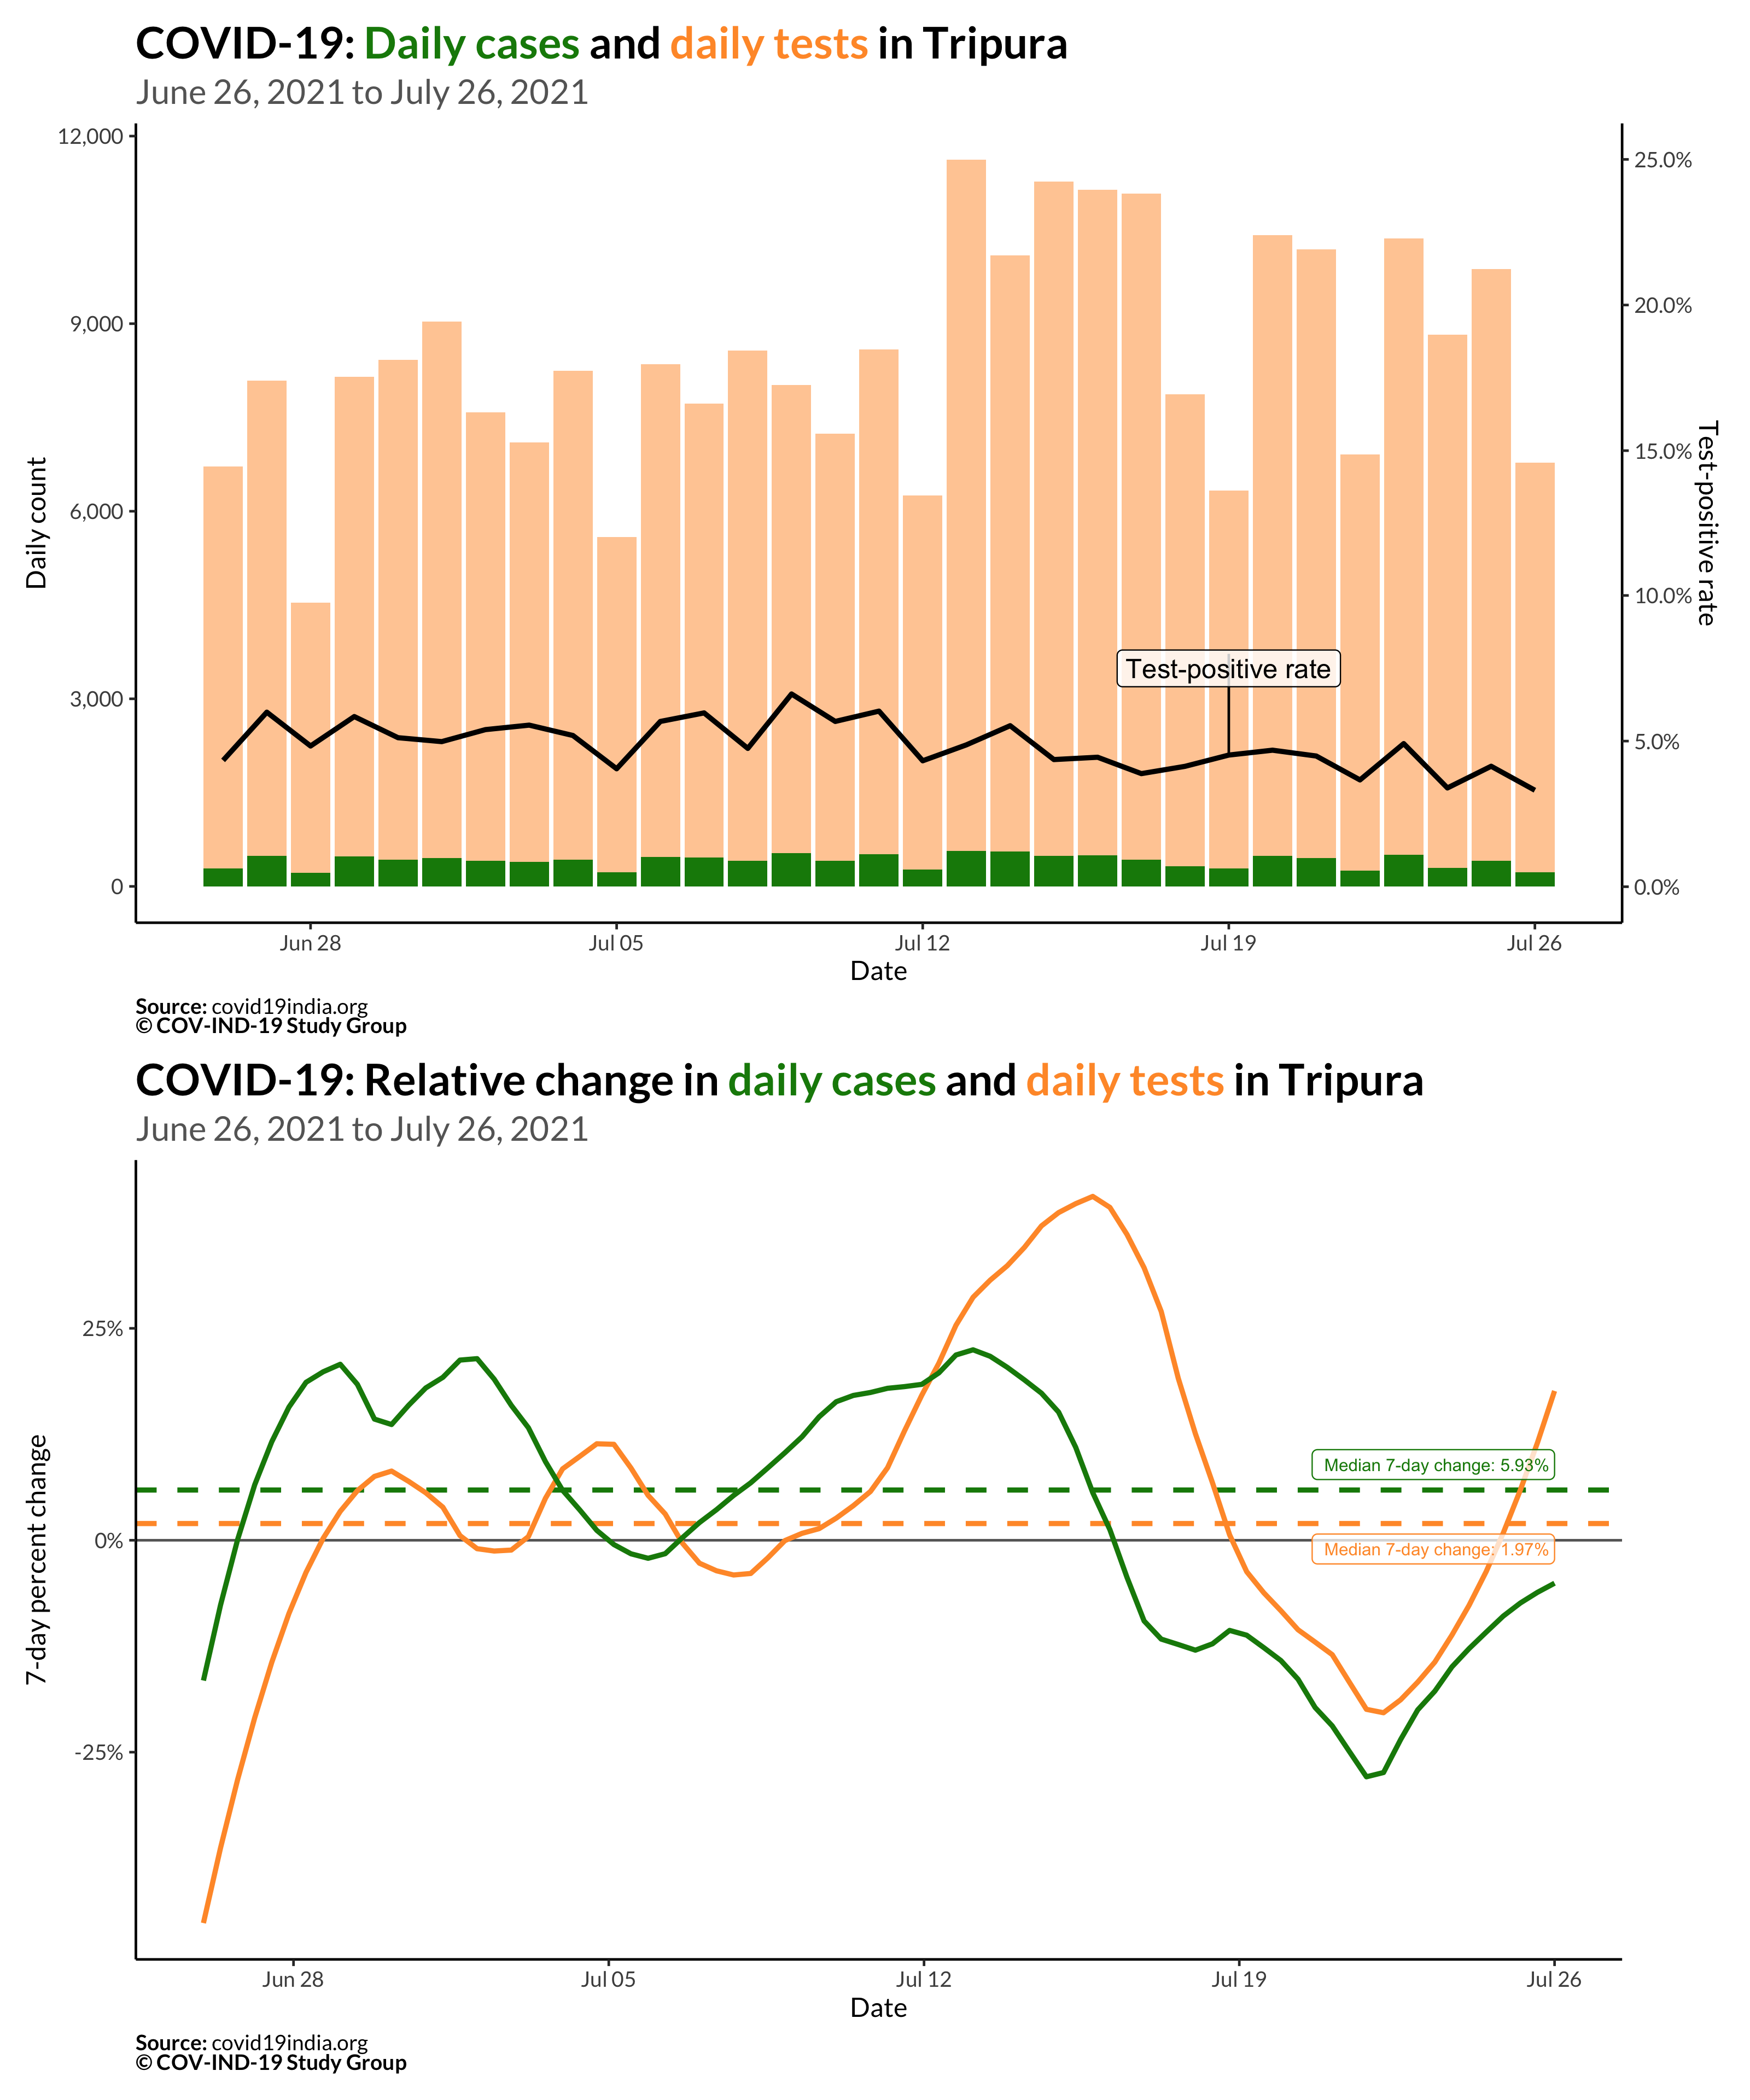 COVID-19: Daily cases and daily tests in Tripura
June 26, 2021 to July 26, 2021
12,000
9,000
6,000
3,000
0
Daily count
25.0%
20.0%
15.0%
10.0%
5.0%
0.0%
Test-positive rate
Test-positive rate
Jun 28
Jul 05
Jul 12
Jul 19
Jul 26
Date
Source: covid19india.org
© COV-IND-19 Study Group
COVID-19: Relative change in daily cases and daily tests in Tripura
June 26, 2021 to July 26, 2021
25%
0%
-25%
7-day percent change
Median 7-day change: 5.93%
Median 7-day change: 1.97%
Jun 28
Jul 05
Jul 12
Jul 19
Jul 26
Date
Source: covid19india.org
© COV-IND-19 Study Group